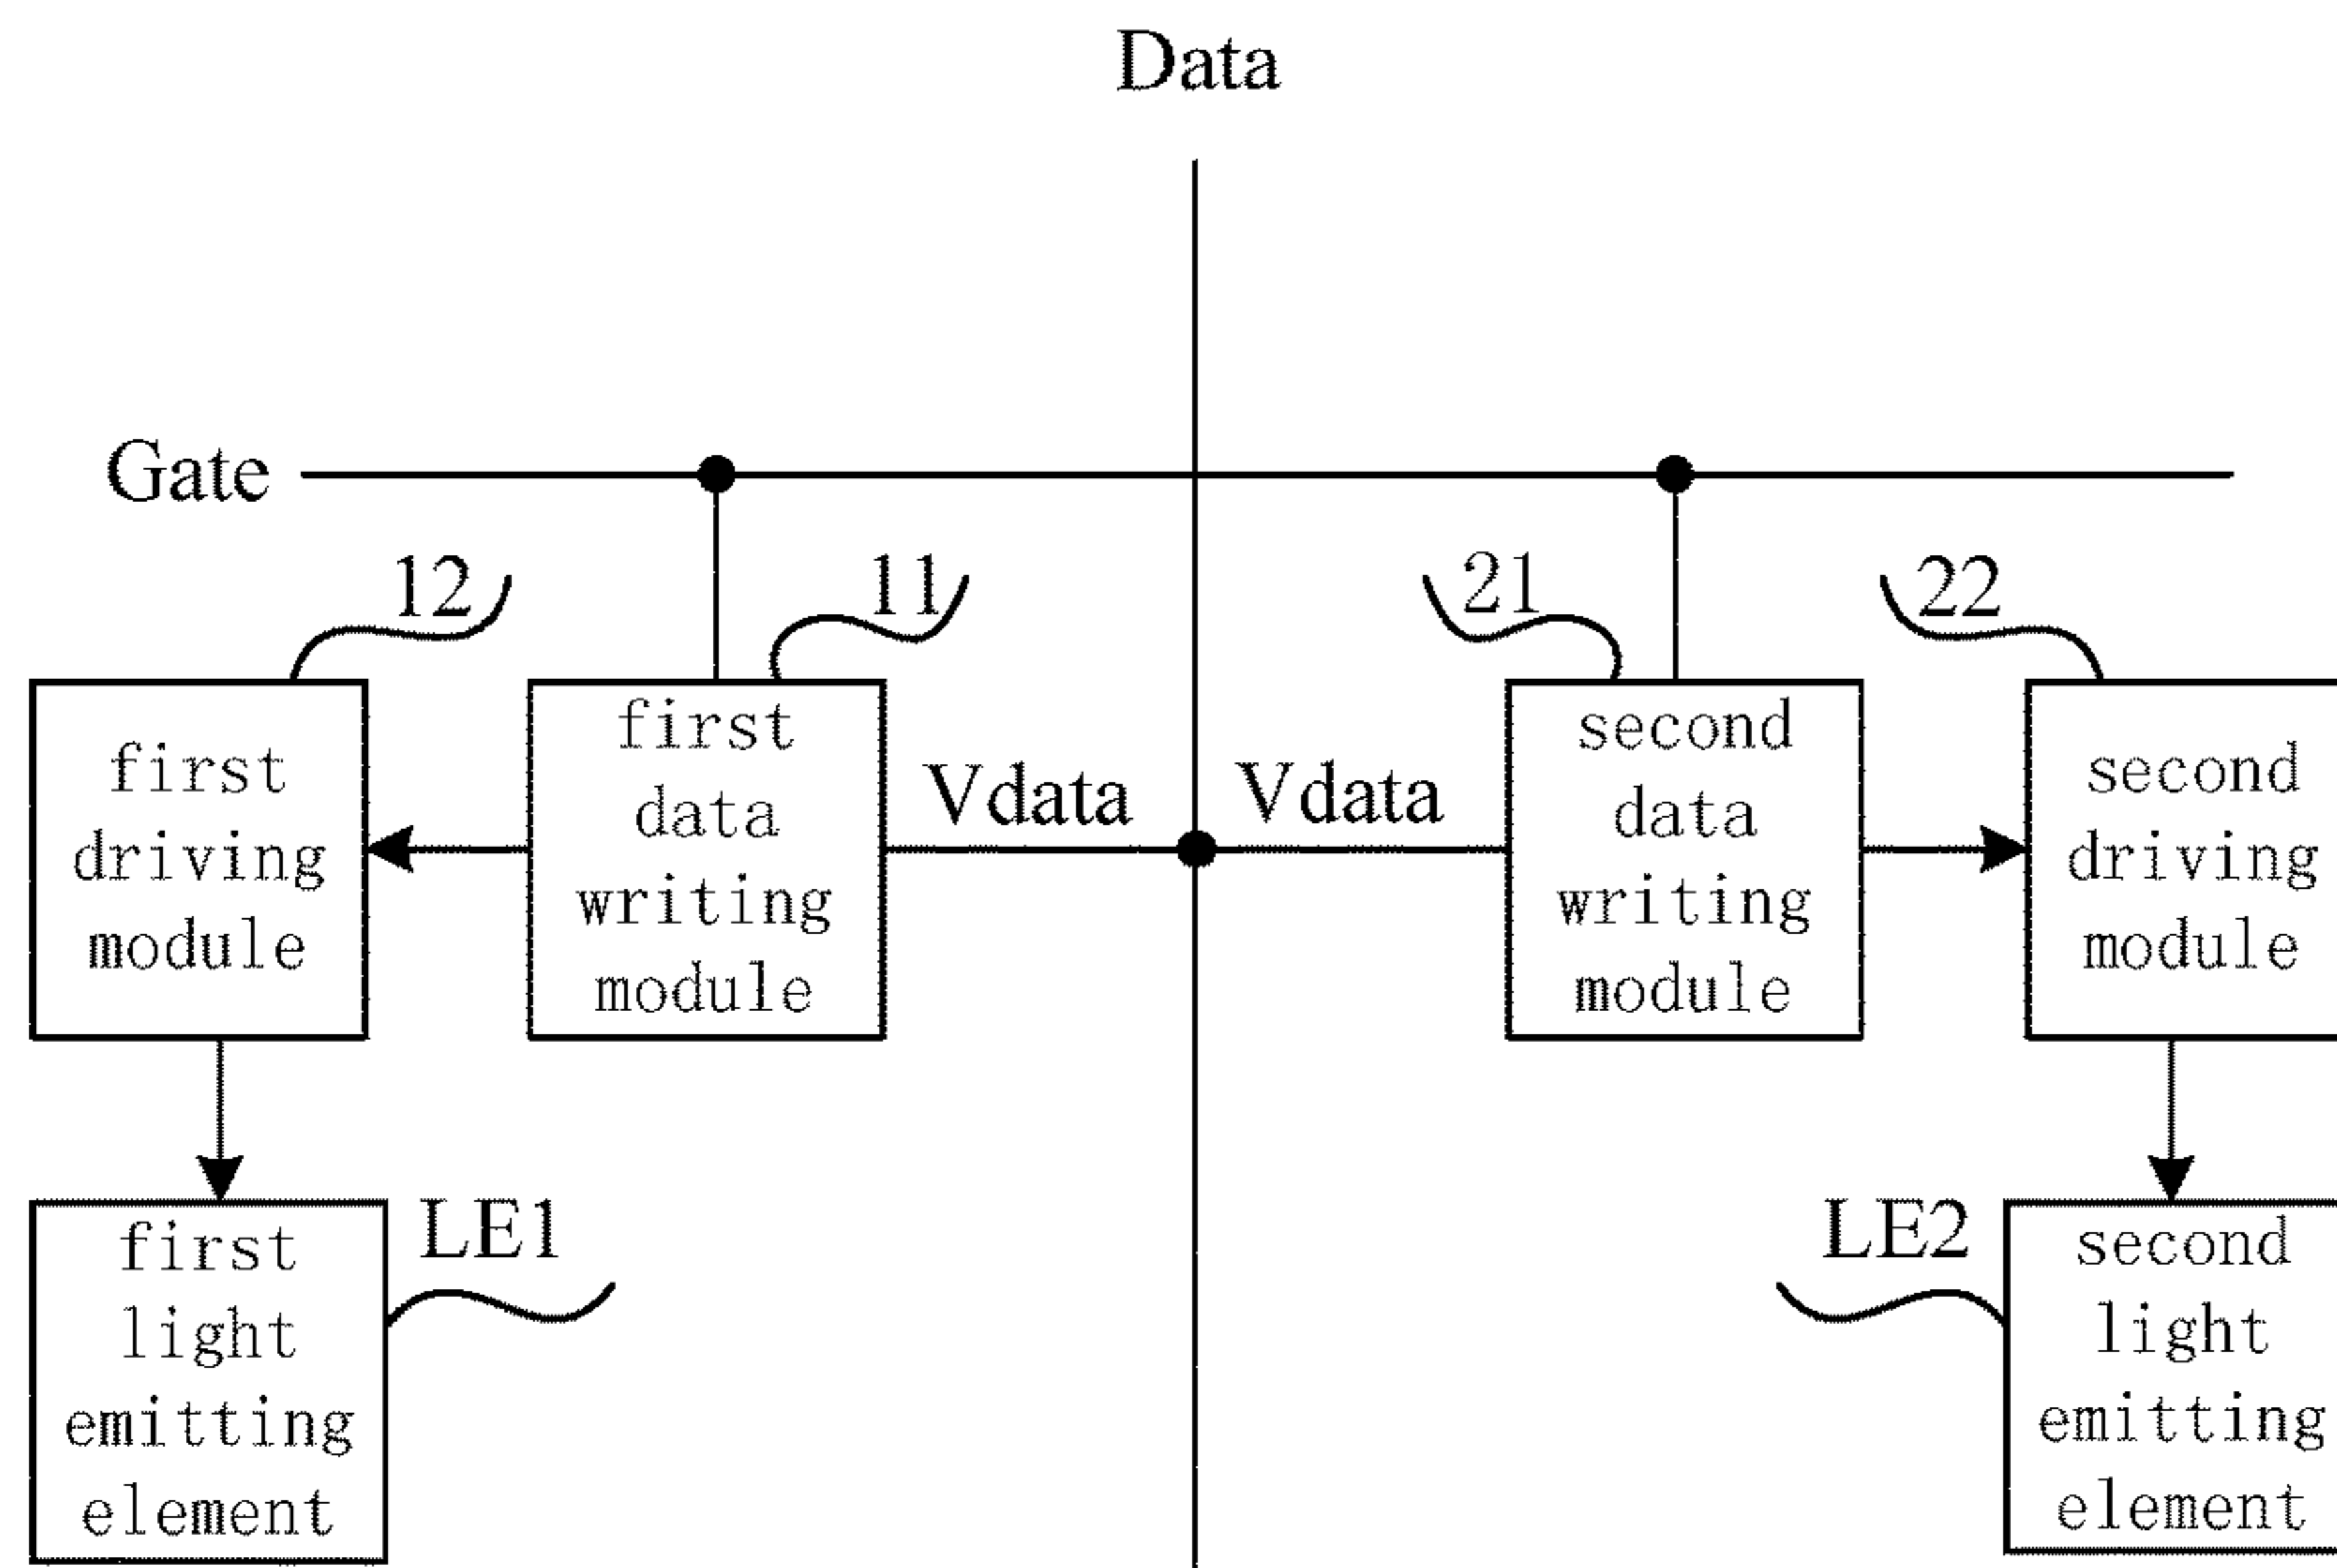 Data
Gate
12
11
21
22
first
driving
module
first
data
writing
module
Vdata
Vdata
second
data
writing
module
second
driving
module
first
light
emitting
element
LE1
LE2
second
light
emitting
element